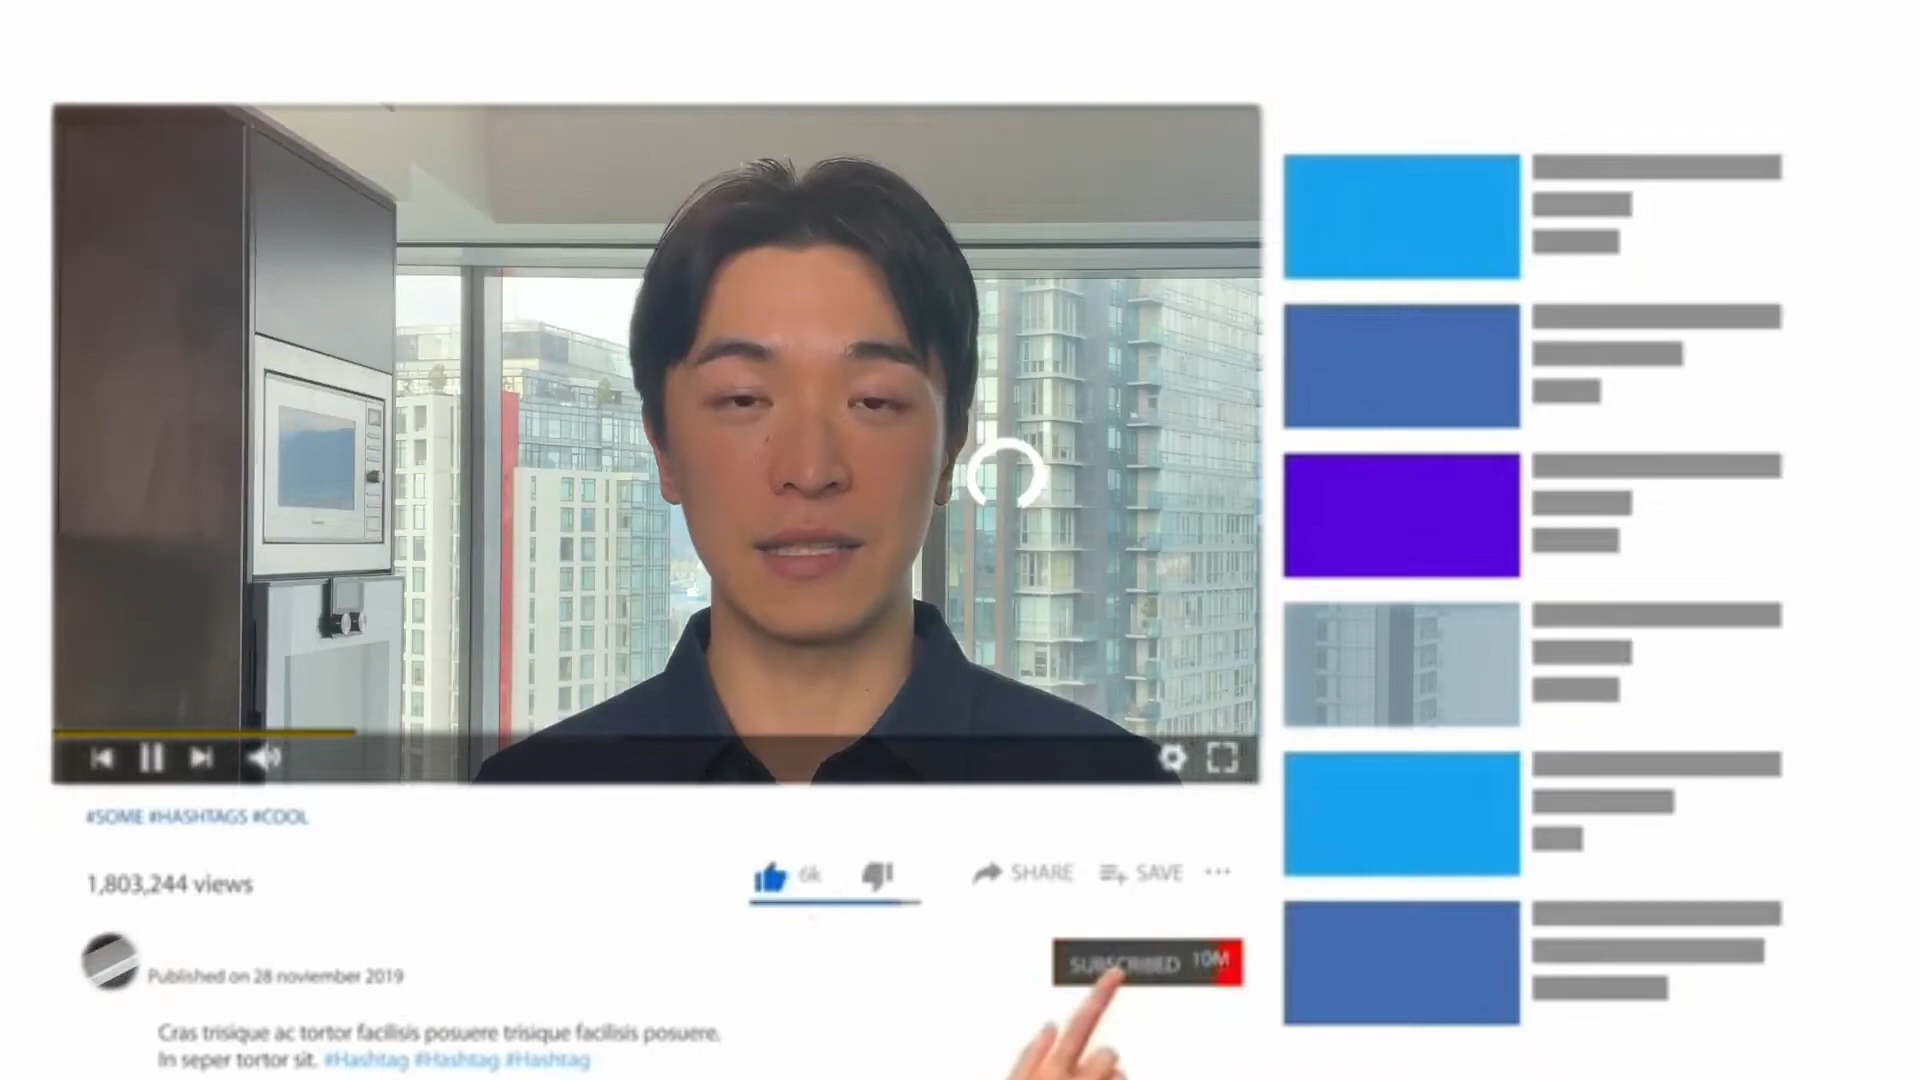 #SOME #HASHTAGS #COOL
1,803,244 views
6k
SHARE
SAVE
SUBSCRIBED 10M
Published on 28 noviember 2019
Cras trisique ac tortor facilisis posuere trisique facilisis posuere.
In seper tortor sit. #Hashtag #Hashtag #Hashtag